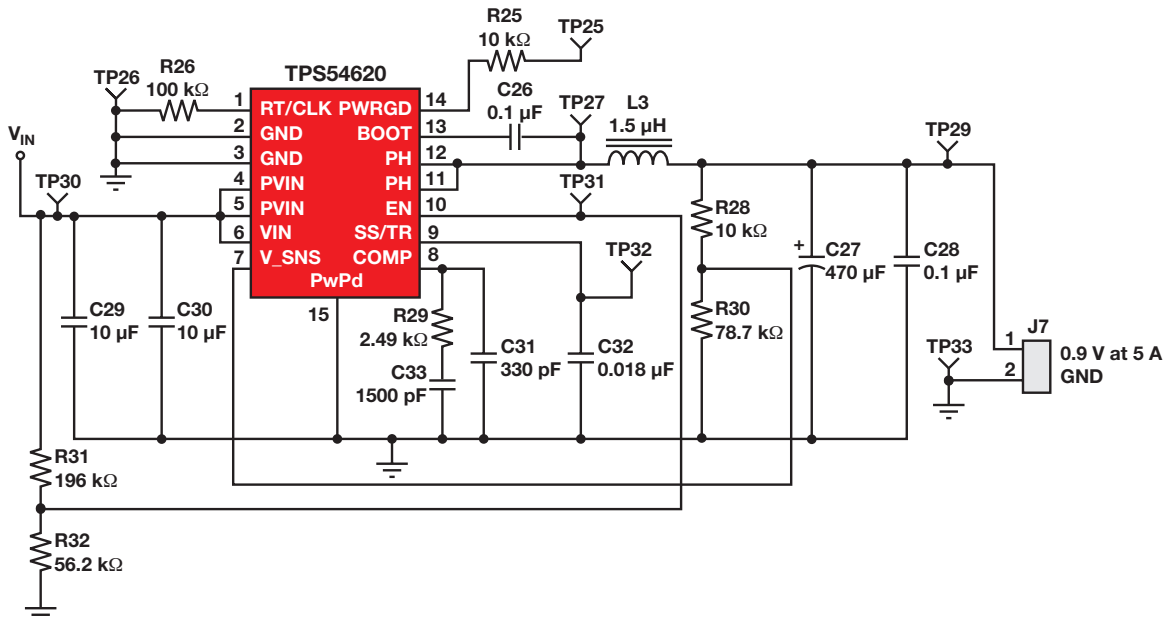 R25
10 kΩ
TP25
TPS54620
R26
100 kΩ
TP26
C26
0.1 µF
TP27
L3
1.5 µH
TP29
1 RT/CLK PWRGD 14
2 GND BOOT 13
3 GND PH 12
4 PVIN PH 11
5 PVIN EN 10
6 VIN SS/TR 9
7 V_SNS COMP 8
PwPd
15
VIN
TP30
TP31
TP32
R28
10 kΩ
C27
+
470 µF
C28
0.1 µF
C29
10 µF
C30
10 µF
R29
2.49 kΩ
C33
1500 pF
C31
330 pF
C32
0.018 µF
R30
78.7 kΩ
TP33
J7
1
2
0.9 V at 5 A
GND
R31
196 kΩ
R32
56.2 kΩ